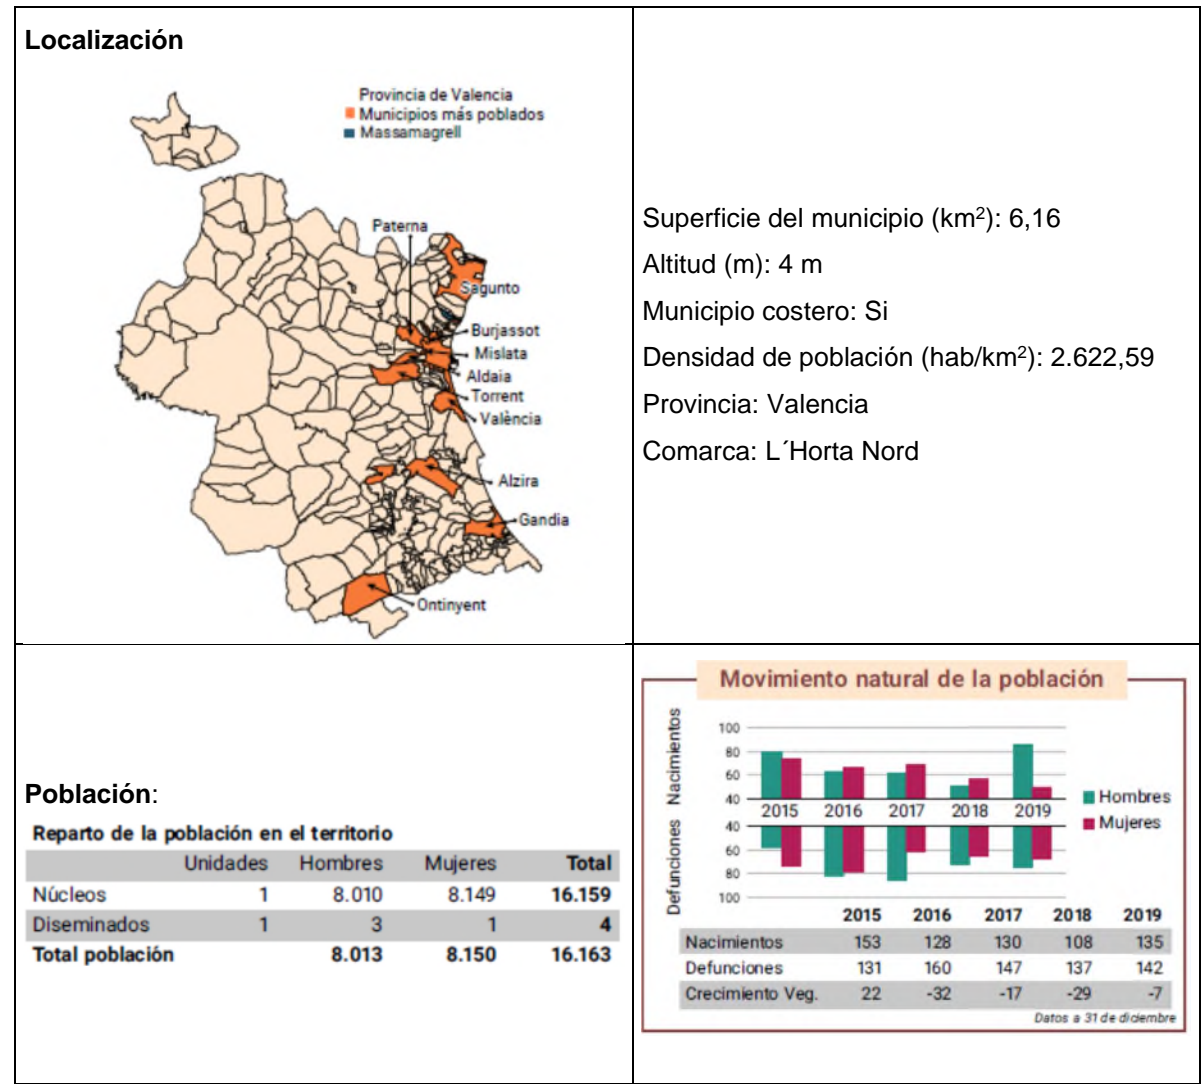 Localización
Provincia de Valencia
Municipios más poblados
Massamagrell
Paterna
Sagunto
Burjassot
Mislata
Aldaia
Torrent
València
Alzira
Gandia
Ontinyent
Superficie del municipio (km²): 6,16
Altitud (m): 4 m
Municipio costero: Si
Densidad de población (hab/km²): 2.622,59
Provincia: Valencia
Comarca: L´Horta Nord
Población:
Reparto de la población en el territorio
Unidades Hombres Mujeres Total
Núcleos 1 8.010 8.149 16.159
Diseminados 1 3 1 4
Total población 8.013 8.150 16.163
Movimiento natural de la población
Nacimientos
100
80
60
40
2015 2016 2017 2018 2019
Hombres
Mujeres
Defunciones
40
60
80
100
2015 2016 2017 2018 2019
Nacimientos 153 128 130 108 135
Defunciones 131 160 147 137 142
Crecimiento Veg. 22 -32 -17 -29 -7
Datos a 31 de diciembre